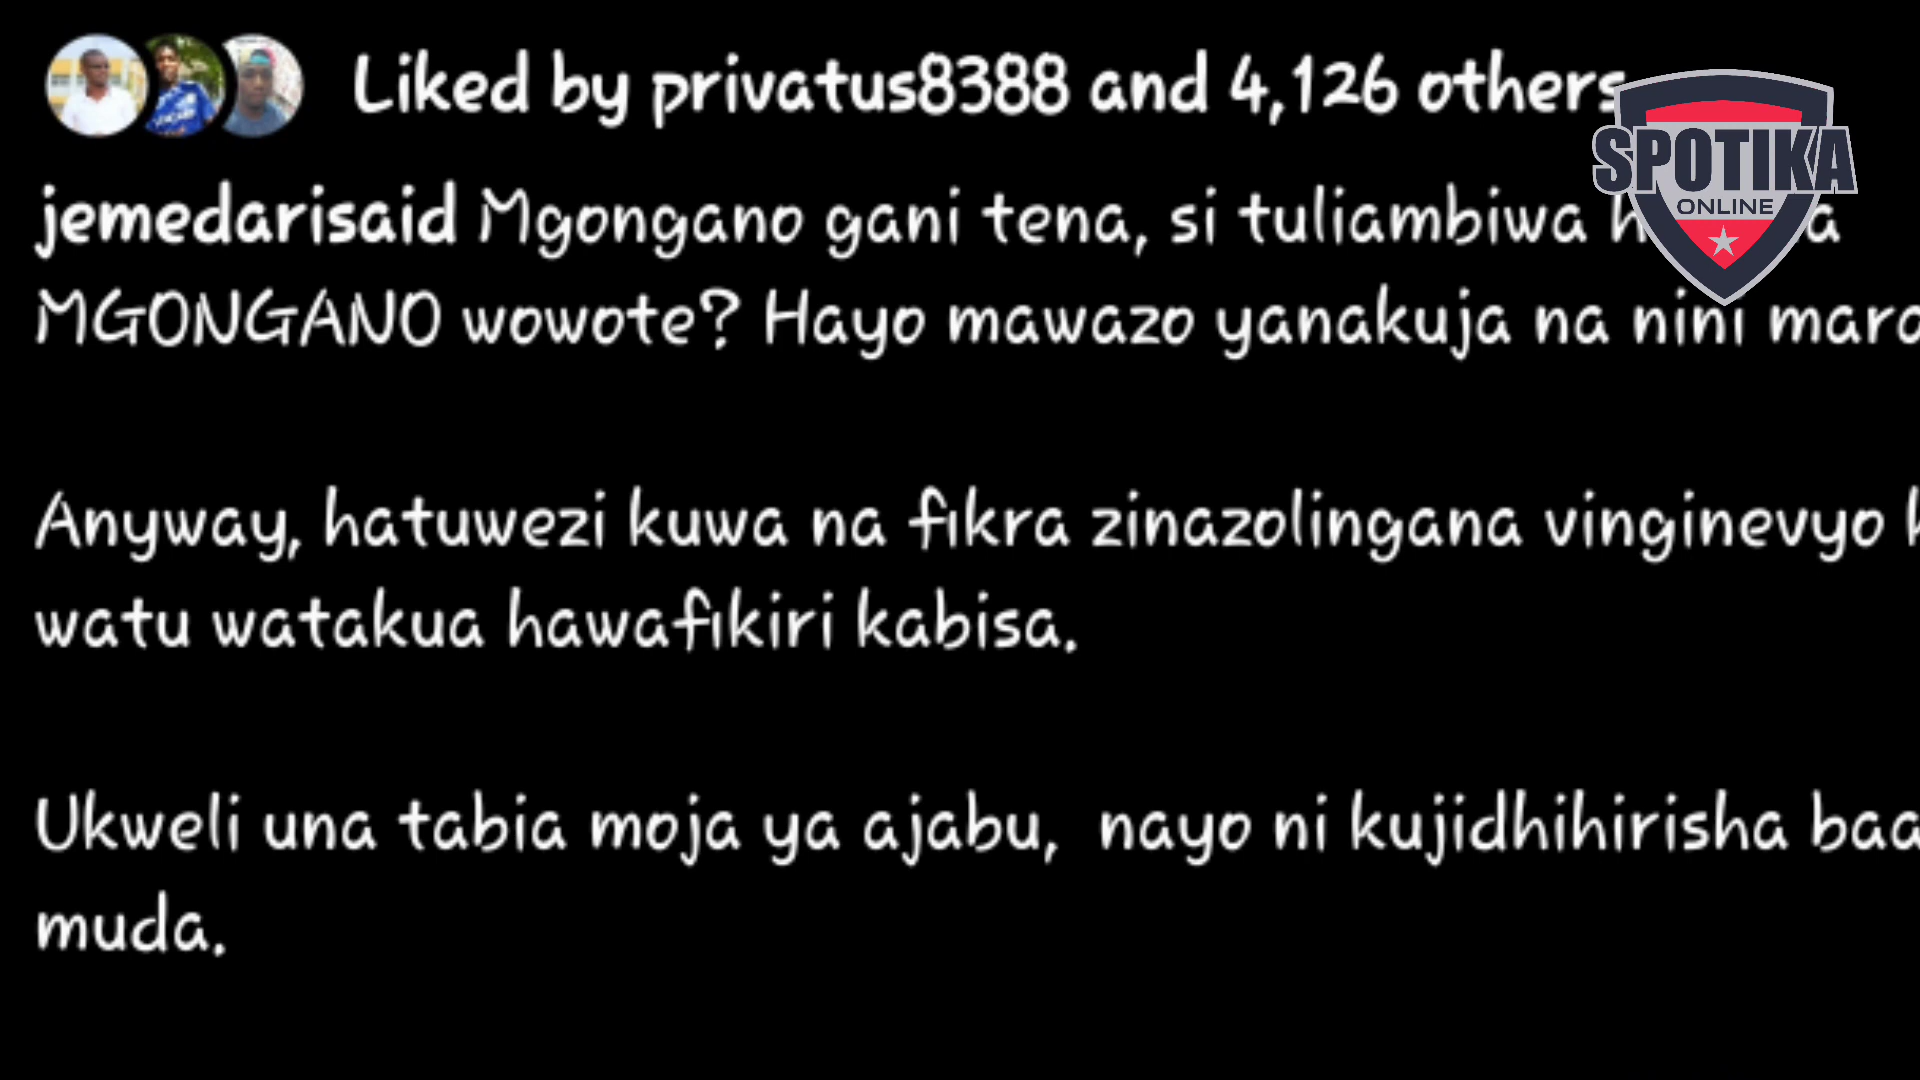 Liked by privatus8388 and 4,126 others
SPOTIKA
ONLINE
jemedarisaid Mgongano gani tena, si tuliambiwa
MGONGANO wowote? Hayo mawazo yanakuja na nini
Anyway, hatuwezi kuwa na fikra zinazolingana vinginevyo
watu watakua hawafikiri kabisa.
Ukweli una tabia moja ya ajabu, nayo ni kujidhihirisha
muda.